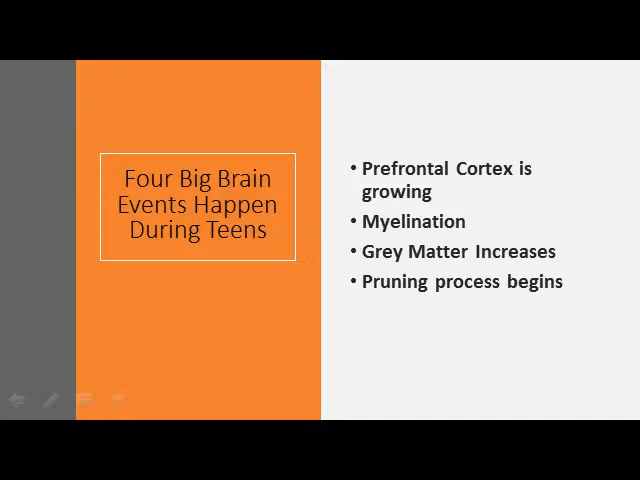 Four Big Brain
Events Happen
During Teens
• Prefrontal Cortex is
growing
• Myelination
• Grey Matter Increases
• Pruning process begins